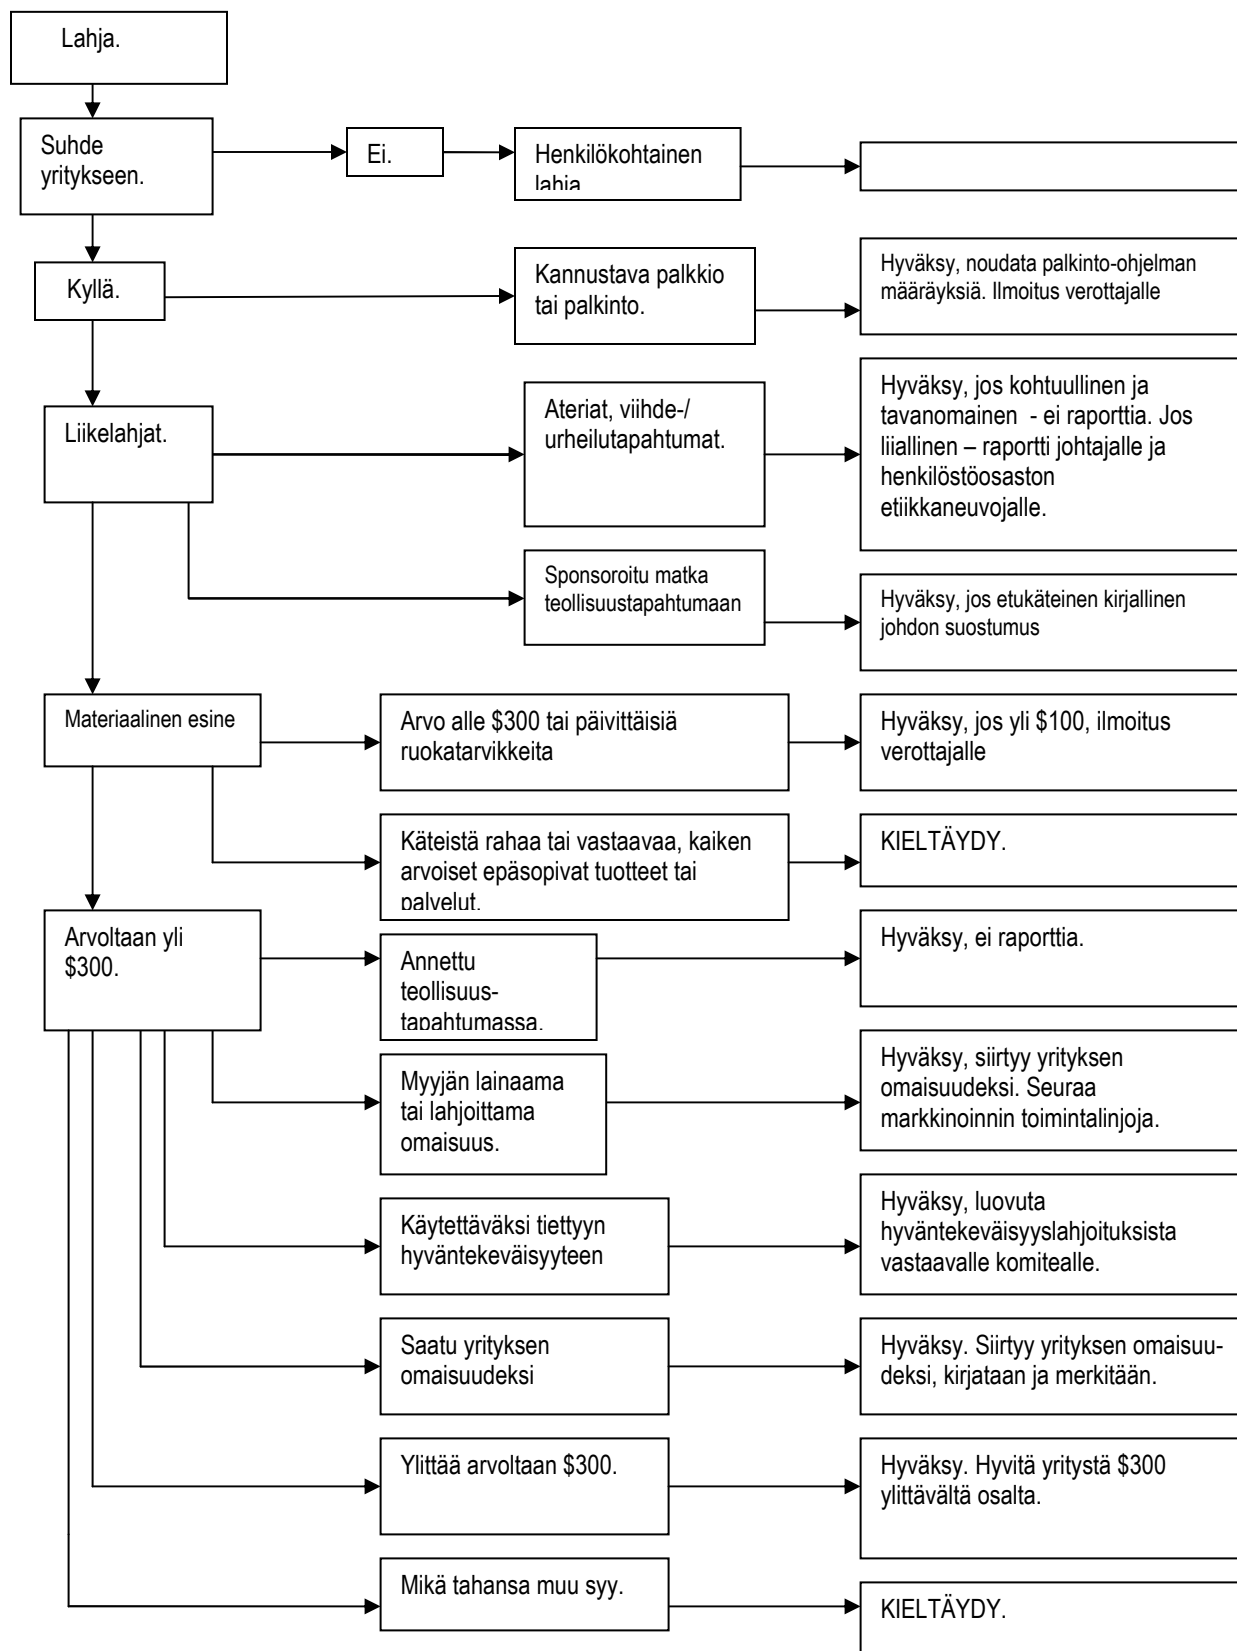 Lahja.
Suhde
yritykseen.
Ei.
Henkilökohtainen
lahja
Kyllä.
Kannustava palkkio
tai palkinto.
Hyväksy, noudata palkinto-ohjelman
määräyksiä. Ilmoitus verottajalle
Liikelahjat.
Ateriat, viihde-/
urheilutapahtumat.
Hyväksy, jos kohtuullinen ja
tavanomainen - ei raporttia. Jos
liiallinen – raportti johtajalle ja
henkilöstöosaston
etiikkaneuvojalle.
Sponsoroitu matka
teollisuustapahtumaan
Hyväksy, jos etukäteinen kirjallinen
johdon suostumus
Materiaalinen esine
Arvo alle $300 tai päivittäisiä
ruokatarvikkeita
Hyväksy, jos yli $100, ilmoitus
verottajalle
Käteistä rahaa tai vastaavaa, kaiken
arvoiset epäsopivat tuotteet tai
palvelut.
KIELTÄYDY.
Arvoltaan yli
$300.
Annettu
teollisuus-
tapahtumassa.
Hyväksy, ei raporttia.
Myyjän lainaama
tai lahjoittama
omaisuus.
Hyväksy, siirtyy yrityksen
omaisuudeksi. Seuraa
markkinoinnin toimintalinjoja.
Käytettäväksi tiettyyn
hyväntekeväisyyteen
Hyväksy, luovuta
hyväntekeväisyyslahjoituksista
vastaavalle komitealle.
Saatu yrityksen
omaisuudeksi
Hyväksy. Siirtyy yrityksen omaisuu-
deksi, kirjataan ja merkitään.
Ylittää arvoltaan $300.
Hyväksy. Hyvitä yritystä $300
ylittävältä osalta.
Mikä tahansa muu syy.
KIELTÄYDY.